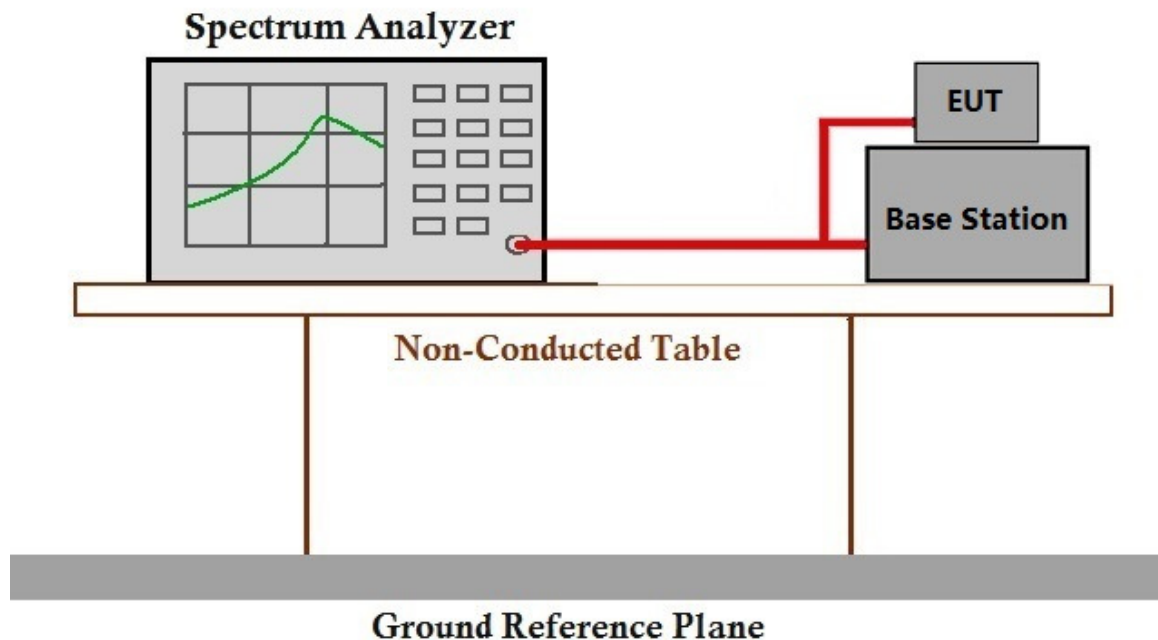 Spectrum Analyzer
EUT
Base Station
Non-Conducted Table
Ground Reference Plane